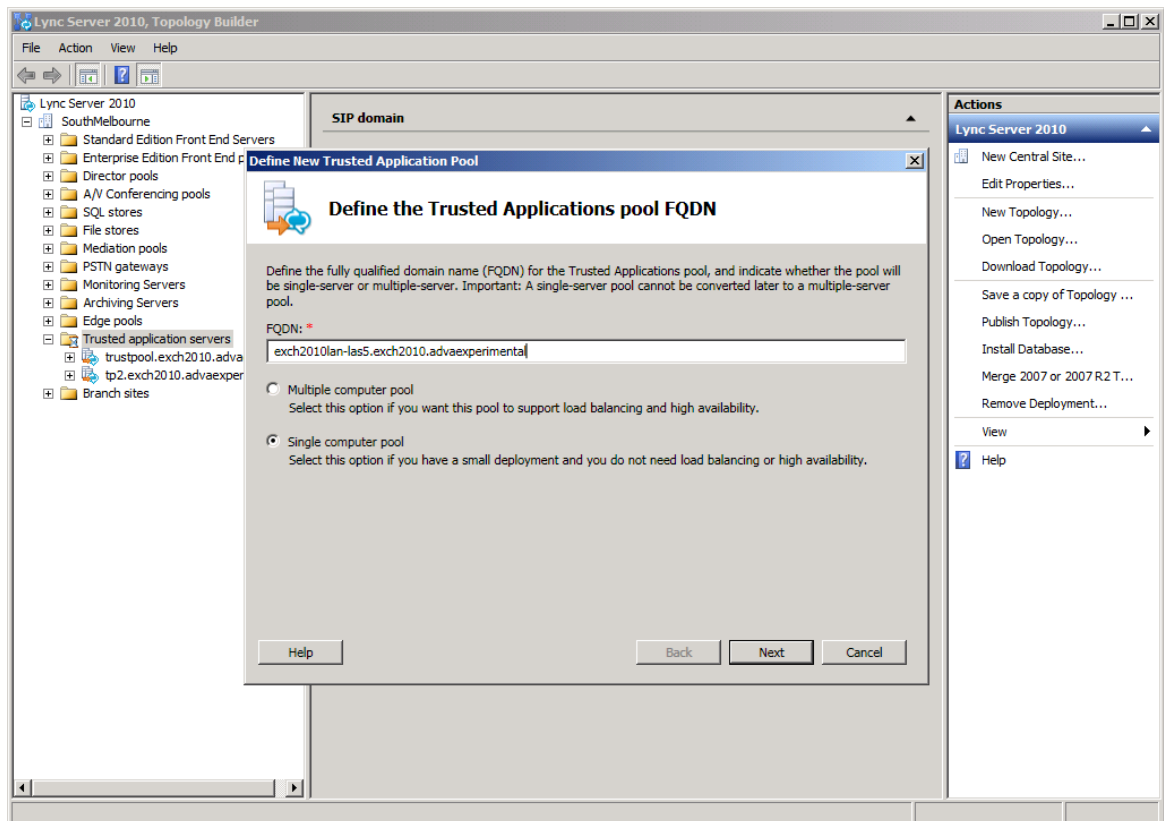 Lync Server 2010, Topology Builder
File Action View Help
Lync Server 2010
SouthMelbourne
Standard Edition Front End Servers
Enterprise Edition Front End p
Director pools
A/V Conferencing pools
SQL stores
File stores
Mediation pools
PSTN gateways
Monitoring Servers
Archiving Servers
Edge pools
Trusted application servers
trustpool.exch2010.adva
tp2.exch2010.advaexper
Branch sites
SIP domain
Define New Trusted Application Pool
Define the Trusted Applications pool FQDN
Define the fully qualified domain name (FQDN) for the Trusted Applications pool, and indicate whether the pool will
be single-server or multiple-server. Important: A single-server pool cannot be converted later to a multiple-server
pool.
FQDN: *
exch2010lan-las5.exch2010.advaexperimental
Multiple computer pool
Select this option if you want this pool to support load balancing and high availability.
Single computer pool
Select this option if you have a small deployment and you do not need load balancing or high availability.
Help Back Next Cancel
Actions
Lync Server 2010
New Central Site...
Edit Properties...
New Topology...
Open Topology...
Download Topology...
Save a copy of Topology ...
Publish Topology...
Install Database...
Merge 2007 or 2007 R2 T...
Remove Deployment...
View
Help